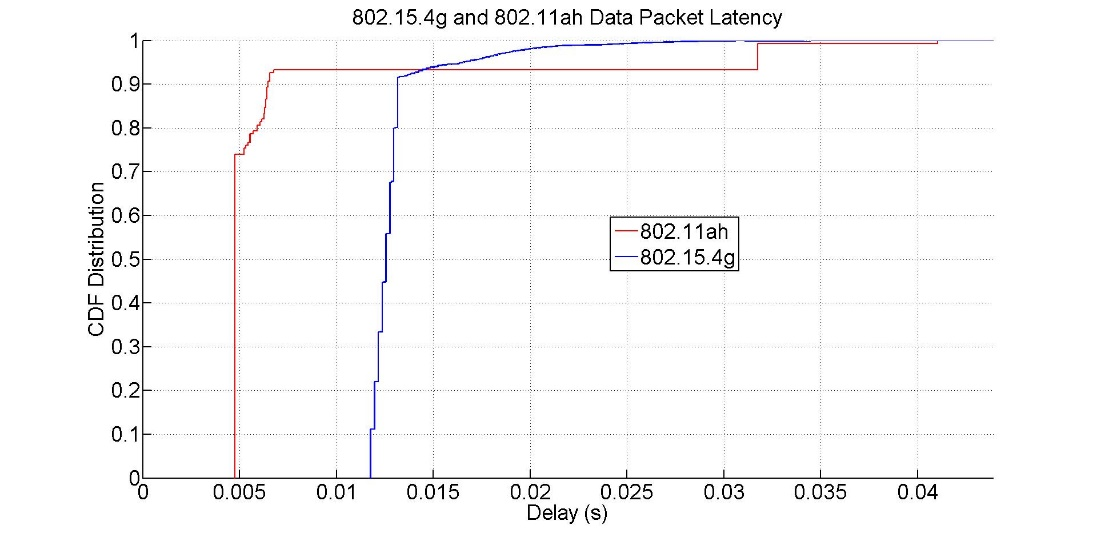 802.15.4g and 802.11ah Data Packet Latency
1
0.9
0.8
0.7
0.6
0.5
0.4
0.3
0.2
0.1
0
CDF Distribution
802.11ah
802.15.4g
0 0.005 0.01 0.015 0.02 0.025 0.03 0.035 0.04
Delay (s)